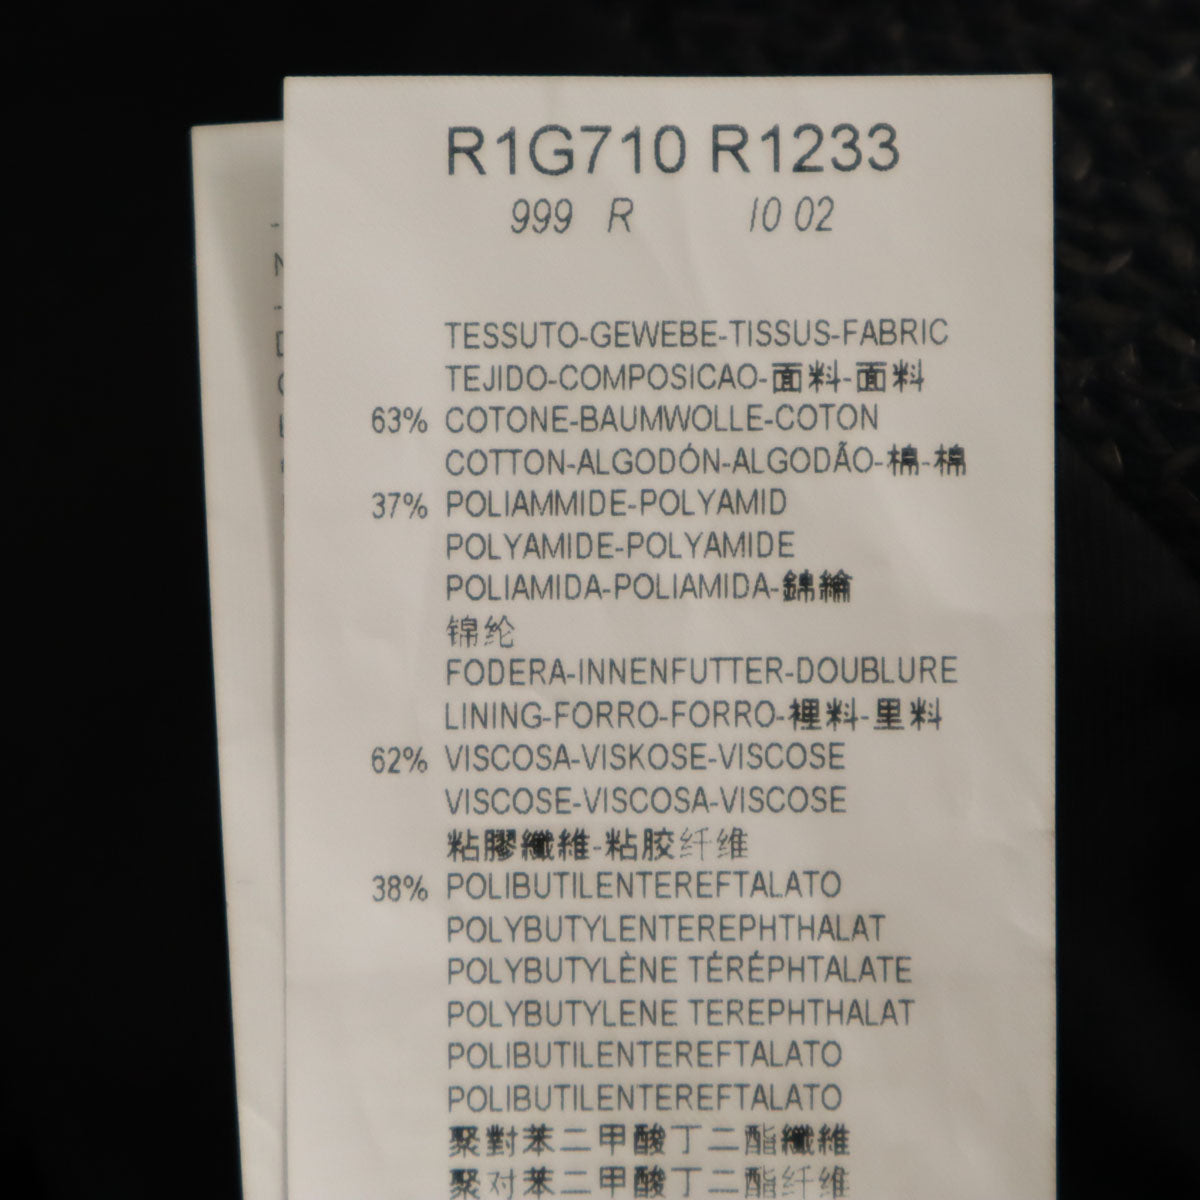 R1G710 R1233
999 R 10 02
TESSUTO-GEWEBE-TISSUS-FABRIC
TEJIDO-COMPOSICAO-面料-面料
63% COTONE-BAUMWOLLE-COTON
COTTON-ALGODÓN-ALGODÃO-棉-棉
37% POLIAMMIDE-POLYAMID
POLYAMIDE-POLYAMIDE
POLIAMIDA-POLIAMIDA-錦綸
锦纶
FODERA-INNENFUTTER-DOUBLURE
LINING-FORRO-FORRO-裡料-里料
62% VISCOSA-VISKOSE-VISCOSE
VISCOSE-VISCOSA-VISCOSE
粘膠纖維-粘胶纤维
38% POLIBUTILENTEREFTALATO
POLYBUTYLENTEREPHTHALAT
POLYBUTYLÈNE TÉRÉPHTALATE
POLYBUTYLENE TEREPHTHALAT
POLIBUTILENTEREFTALATO
POLIBUTILENTEREFTALATO
聚對苯二甲酸丁二酯纖維
聚对苯二甲酸丁二酯纤维